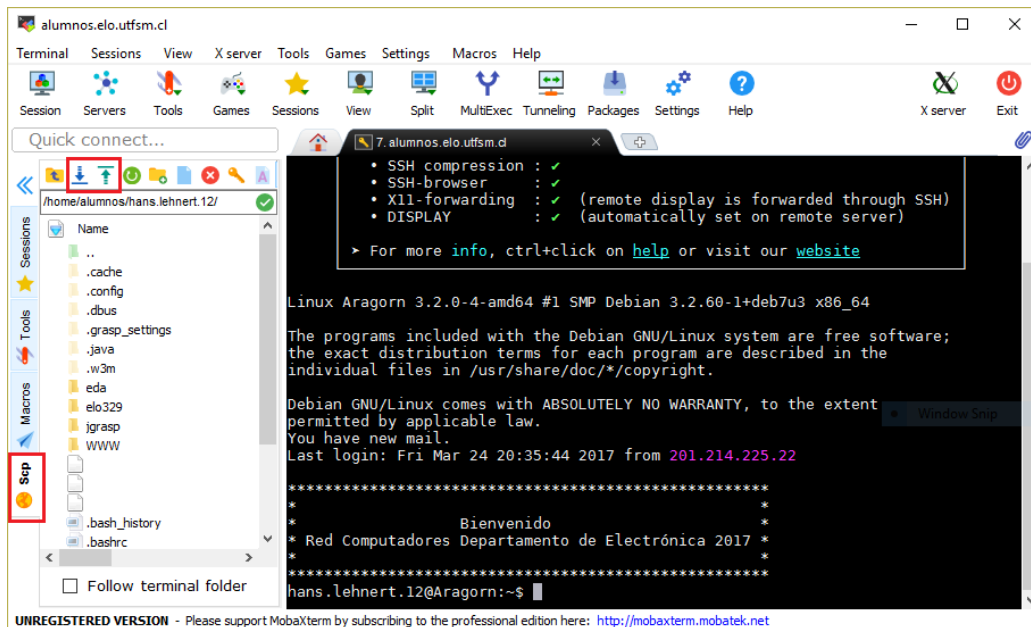 alumnos.elo.utfsm.cl
Terminal Sessions View X server Tools Games Settings Macros Help
Session Servers Tools Games Sessions View Split MultiExec Tunneling Packages Settings Help X server Exit
Quick connect...
7. alumnos.elo.utfsm.cl
/home/alumnos/hans.lehnert.12/
Name
..
.cache
.config
.dbus
.grasp_settings
.java
.w3m
eda
elo329
jgrasp
WWW
.bash_history
.bashrc
Follow terminal folder
Sessions
Tools
Macros
Scp
• SSH compression : ✔
• SSH-browser : ✔
• X11-forwarding : ✔ (remote display is forwarded through SSH)
• DISPLAY : ✔ (automatically set on remote server)
➤ For more info, ctrl+click on help or visit our website
Linux Aragorn 3.2.0-4-amd64 #1 SMP Debian 3.2.60-1+deb7u3 x86_64
The programs included with the Debian GNU/Linux system are free software;
the exact distribution terms for each program are described in the
individual files in /usr/share/doc/*/copyright.
Debian GNU/Linux comes with ABSOLUTELY NO WARRANTY, to the extent
permitted by applicable law.
You have new mail.
Last login: Fri Mar 24 20:35:44 2017 from 201.214.225.22
*****************************************************
* *
* Bienvenido *
* Red Computadores Departamento de Electrónica 2017 *
* *
*****************************************************
hans.lehnert.12@Aragorn:~$
Window Snip
UNREGISTERED VERSION - Please support MobaXterm by subscribing to the professional edition here: http://mobaxterm.mobatek.net